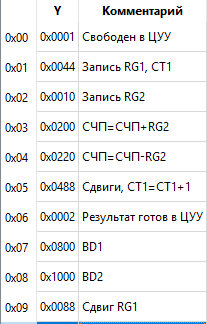 Y Комментарий
0x00 0x0001 Свободен в ЦУУ
0x01 0x0044 Запись RG1, CT1
0x02 0x0010 Запись RG2
0x03 0x0200 СЧП=СЧП+RG2
0x04 0x0220 СЧП=СЧП-RG2
0x05 0x0488 Сдвиги, CT1=CT1+1
0x06 0x0002 Результат готов в ЦУУ
0x07 0x0800 BD1
0x08 0x1000 BD2
0x09 0x0088 Сдвиг RG1